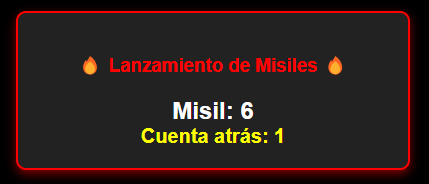 🔥 Lanzamiento de Misiles 🔥
Misil: 6
Cuenta atrás: 1